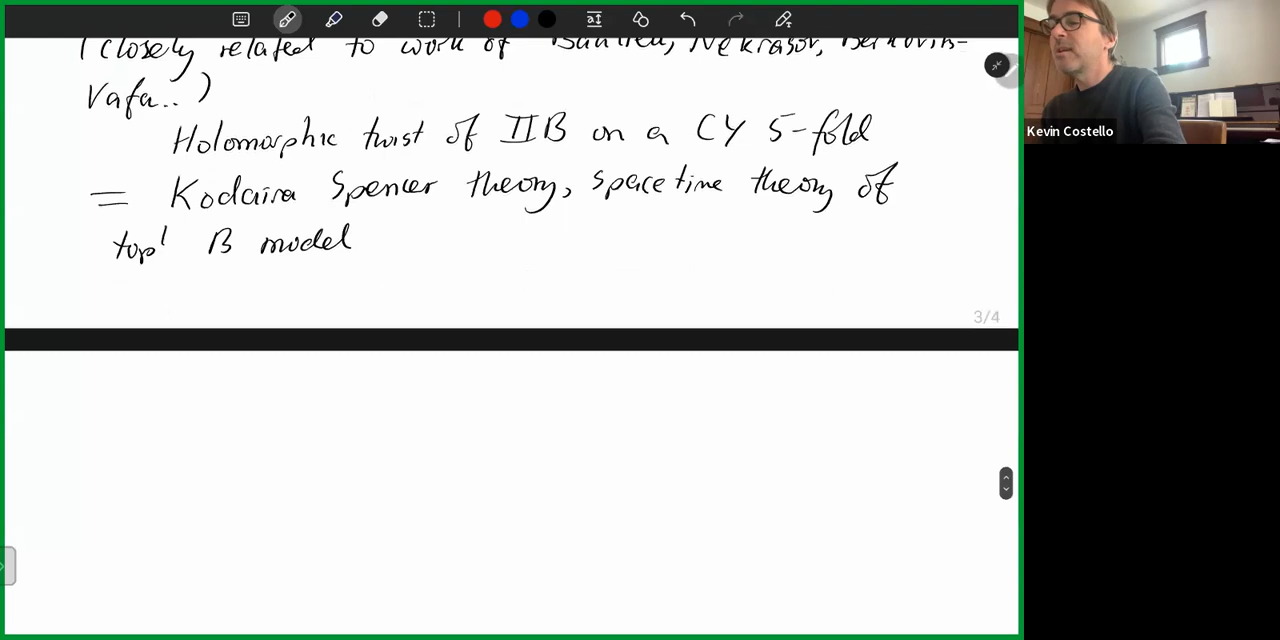 (closely related to work of Baulieu, Nekrasov, Berkovits-
Vafa.. )
Holomorphic twist of IIB on a CY 5-fold
= Kodaira Spencer theory, spacetime theory of
top'l B model
3/4
Kevin Costello